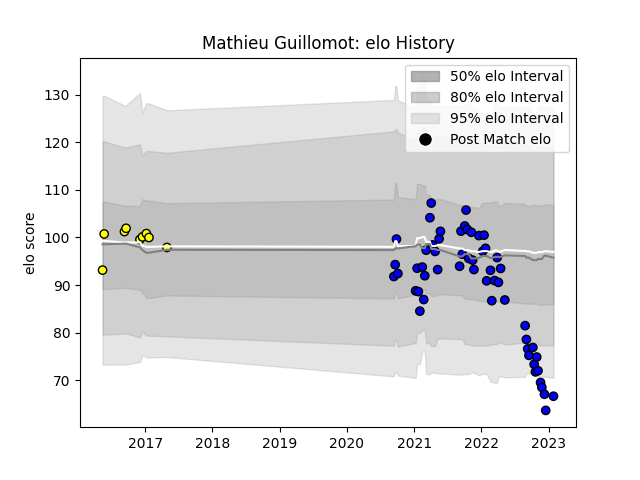 Mathieu Guillomot: elo History
50% elo Interval
80% elo Interval
95% elo Interval
Post Match elo
elo score
130
120
110
100
90
80
70
2017 2018 2019 2020 2021 2022 2023